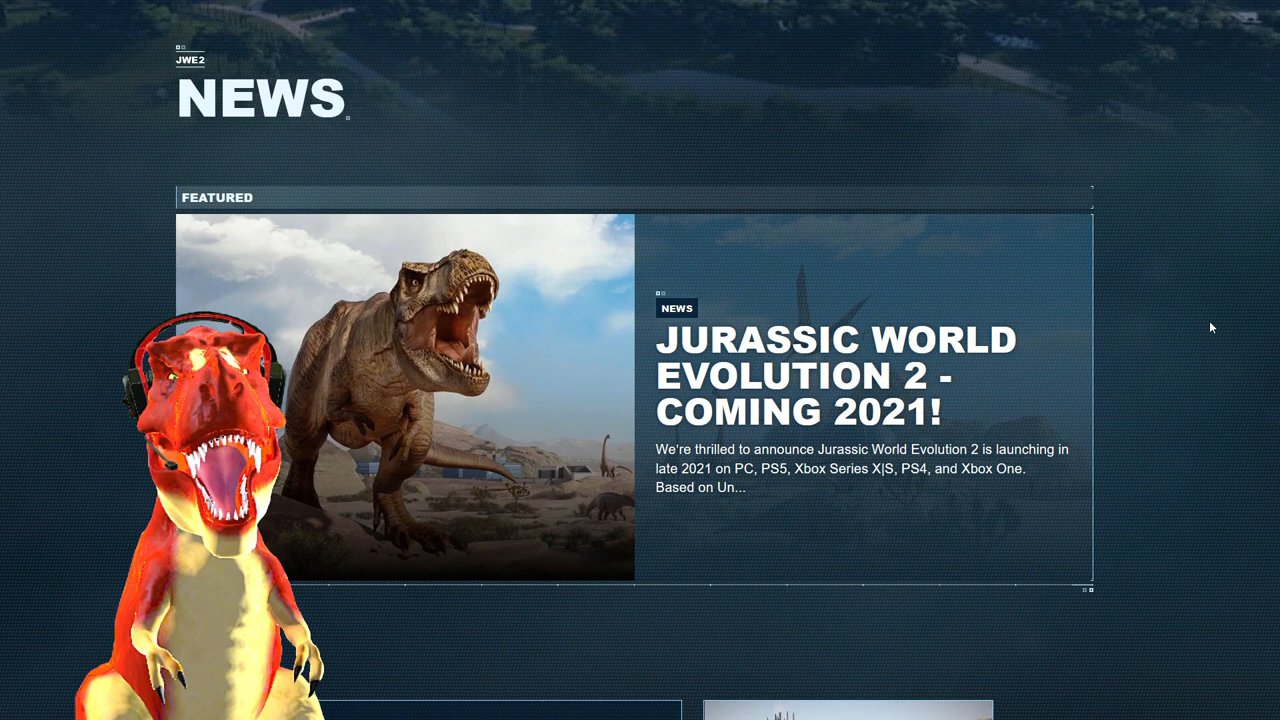 JWE2
NEWS
FEATURED
NEWS
JURASSIC WORLD
EVOLUTION 2 -
COMING 2021!
We're thrilled to announce Jurassic World Evolution 2 is launching in
late 2021 on PC, PS5, Xbox Series X|S, PS4, and Xbox One.
Based on Un...